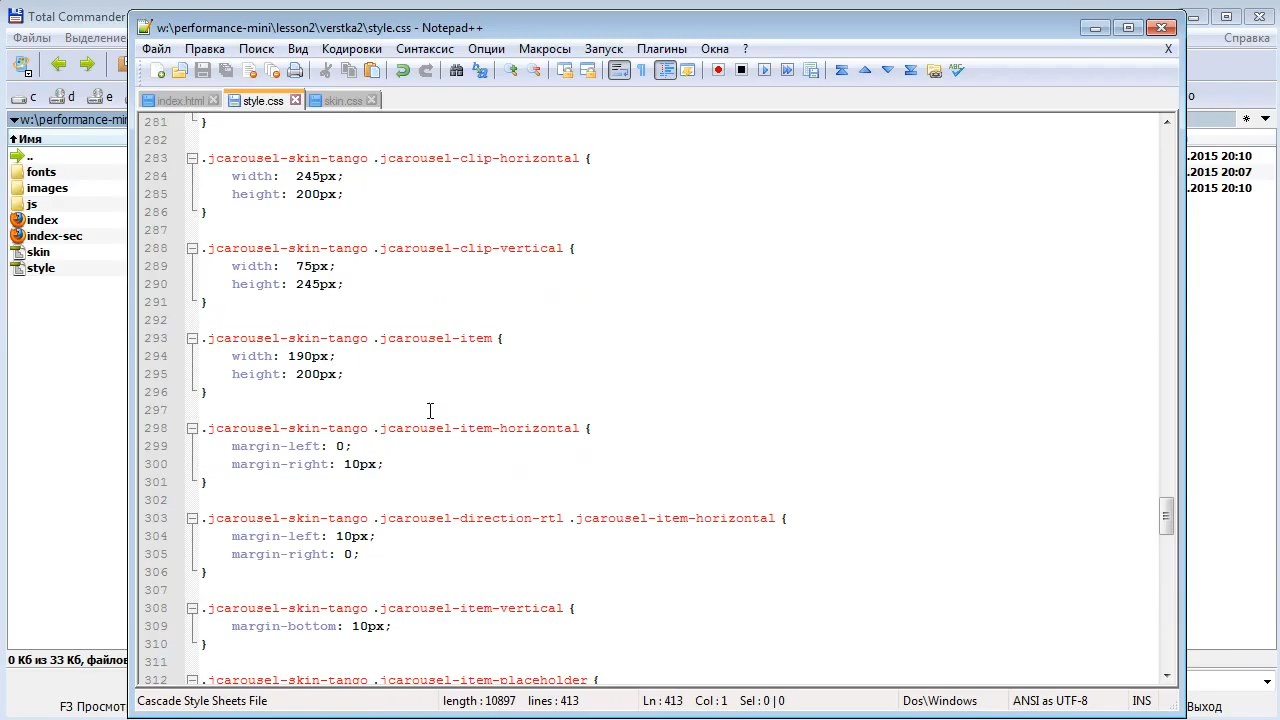 Total Commander
w:\performance-mini\lesson2\verstka2\style.css - Notepad++
Файлы Выделение
Файл Правка Поиск Вид Кодировки Синтаксис Опции Макросы Запуск Плагины Окна ? X
Справка
c d e
index.html style.css skin.css
w:\performance-min
Имя
..
fonts
images
js
index
index-sec
skin
style
.2015 20:10
.2015 20:07
.2015 20:10
281 }
282
283 .jcarousel-skin-tango .jcarousel-clip-horizontal {
284 width:  245px;
285 height: 200px;
286 }
287
288 .jcarousel-skin-tango .jcarousel-clip-vertical {
289 width:  75px;
290 height: 245px;
291 }
292
293 .jcarousel-skin-tango .jcarousel-item {
294 width: 190px;
295 height: 200px;
296 }
297
298 .jcarousel-skin-tango .jcarousel-item-horizontal {
299 margin-left: 0;
300 margin-right: 10px;
301 }
302
303 .jcarousel-skin-tango .jcarousel-direction-rtl .jcarousel-item-horizontal {
304 margin-left: 10px;
305 margin-right: 0;
306 }
307
308 .jcarousel-skin-tango .jcarousel-item-vertical {
309 margin-bottom: 10px;
310 }
311
312 .jcarousel-skin-tango .jcarousel-item-placeholder {
0 Кб из 33 Кб, файлов
Cascade Style Sheets File length : 10897 lines : 413 Ln : 413 Col : 1 Sel : 0 | 0 Dos\Windows ANSI as UTF-8 INS
F3 Просмот
Выход